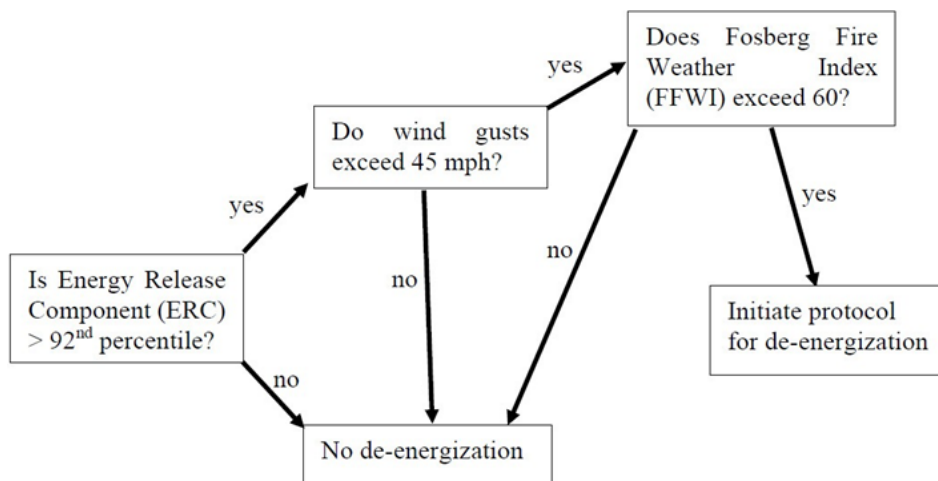 Does Fosberg Fire
Weather Index
(FFWI) exceed 60?
yes
Do wind gusts
exceed 45 mph?
yes
yes
no
no
Is Energy Release
Component (ERC)
> 92nd percentile?
Initiate protocol
for de-energization
no
No de-energization